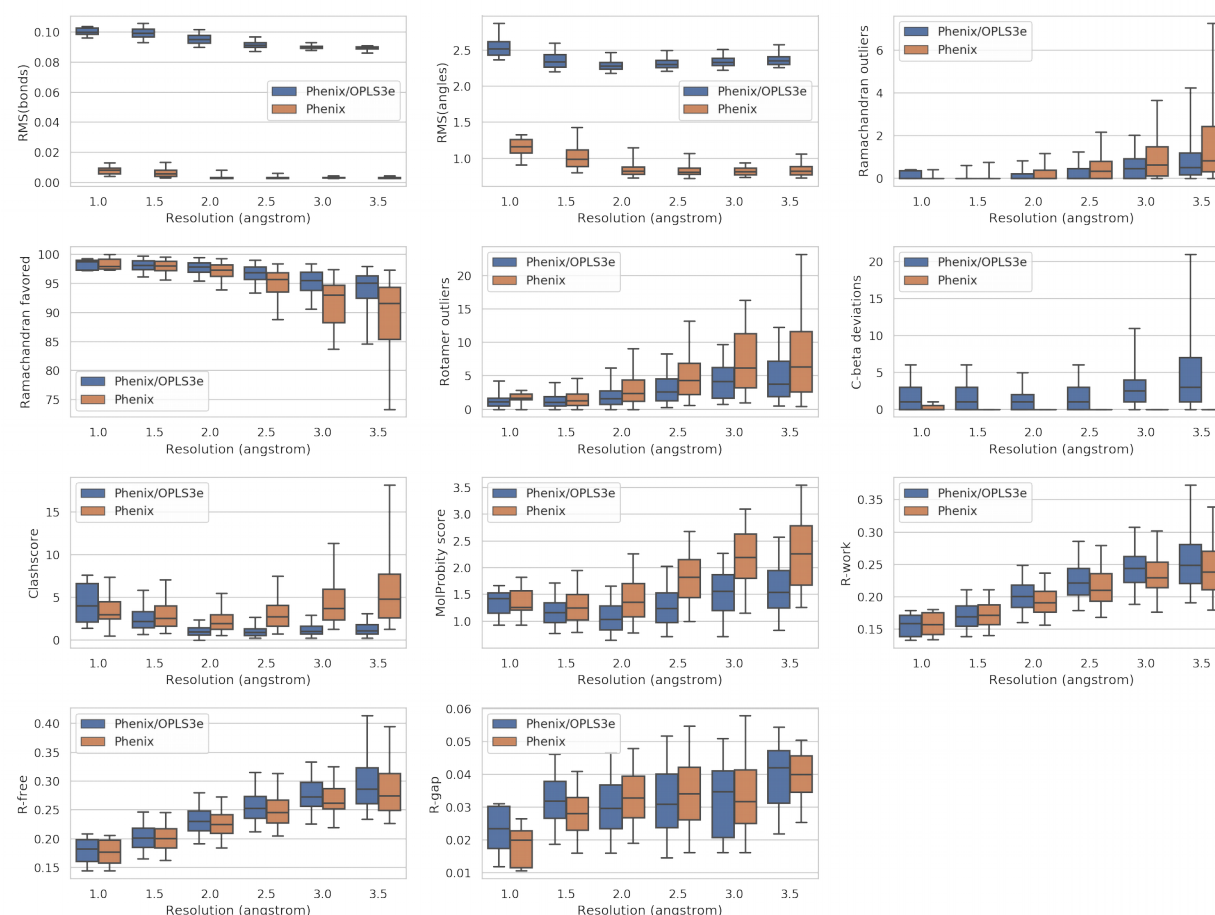 RMS(bonds)
0.10
0.08
0.06
0.04
0.02
0.00
Phenix/OPLS3e
Phenix
1.0 1.5 2.0 2.5 3.0 3.5
Resolution (angstrom)
RMS(angles)
2.5
2.0
1.5
1.0
Phenix/OPLS3e
Phenix
1.0 1.5 2.0 2.5 3.0 3.5
Resolution (angstrom)
Ramachandran outliers
6
4
2
0
Phenix/OPLS3e
Phenix
1.0 1.5 2.0 2.5 3.0 3.5
Resolution (angstrom)
Ramachandran favored
100
95
90
85
80
75
Phenix/OPLS3e
Phenix
1.0 1.5 2.0 2.5 3.0 3.5
Resolution (angstrom)
Rotamer outliers
20
15
10
5
0
Phenix/OPLS3e
Phenix
1.0 1.5 2.0 2.5 3.0 3.5
Resolution (angstrom)
C-beta deviations
20
15
10
5
0
Phenix/OPLS3e
Phenix
1.0 1.5 2.0 2.5 3.0 3.5
Resolution (angstrom)
Clashscore
15
10
5
0
Phenix/OPLS3e
Phenix
1.0 1.5 2.0 2.5 3.0 3.5
Resolution (angstrom)
MolProbity score
3.5
3.0
2.5
2.0
1.5
1.0
Phenix/OPLS3e
Phenix
1.0 1.5 2.0 2.5 3.0 3.5
Resolution (angstrom)
R-work
0.35
0.30
0.25
0.20
0.15
Phenix/OPLS3e
Phenix
1.0 1.5 2.0 2.5 3.0 3.5
Resolution (angstrom)
R-free
0.40
0.35
0.30
0.25
0.20
0.15
Phenix/OPLS3e
Phenix
1.0 1.5 2.0 2.5 3.0 3.5
Resolution (angstrom)
R-gap
0.06
0.05
0.04
0.03
0.02
0.01
Phenix/OPLS3e
Phenix
1.0 1.5 2.0 2.5 3.0 3.5
Resolution (angstrom)